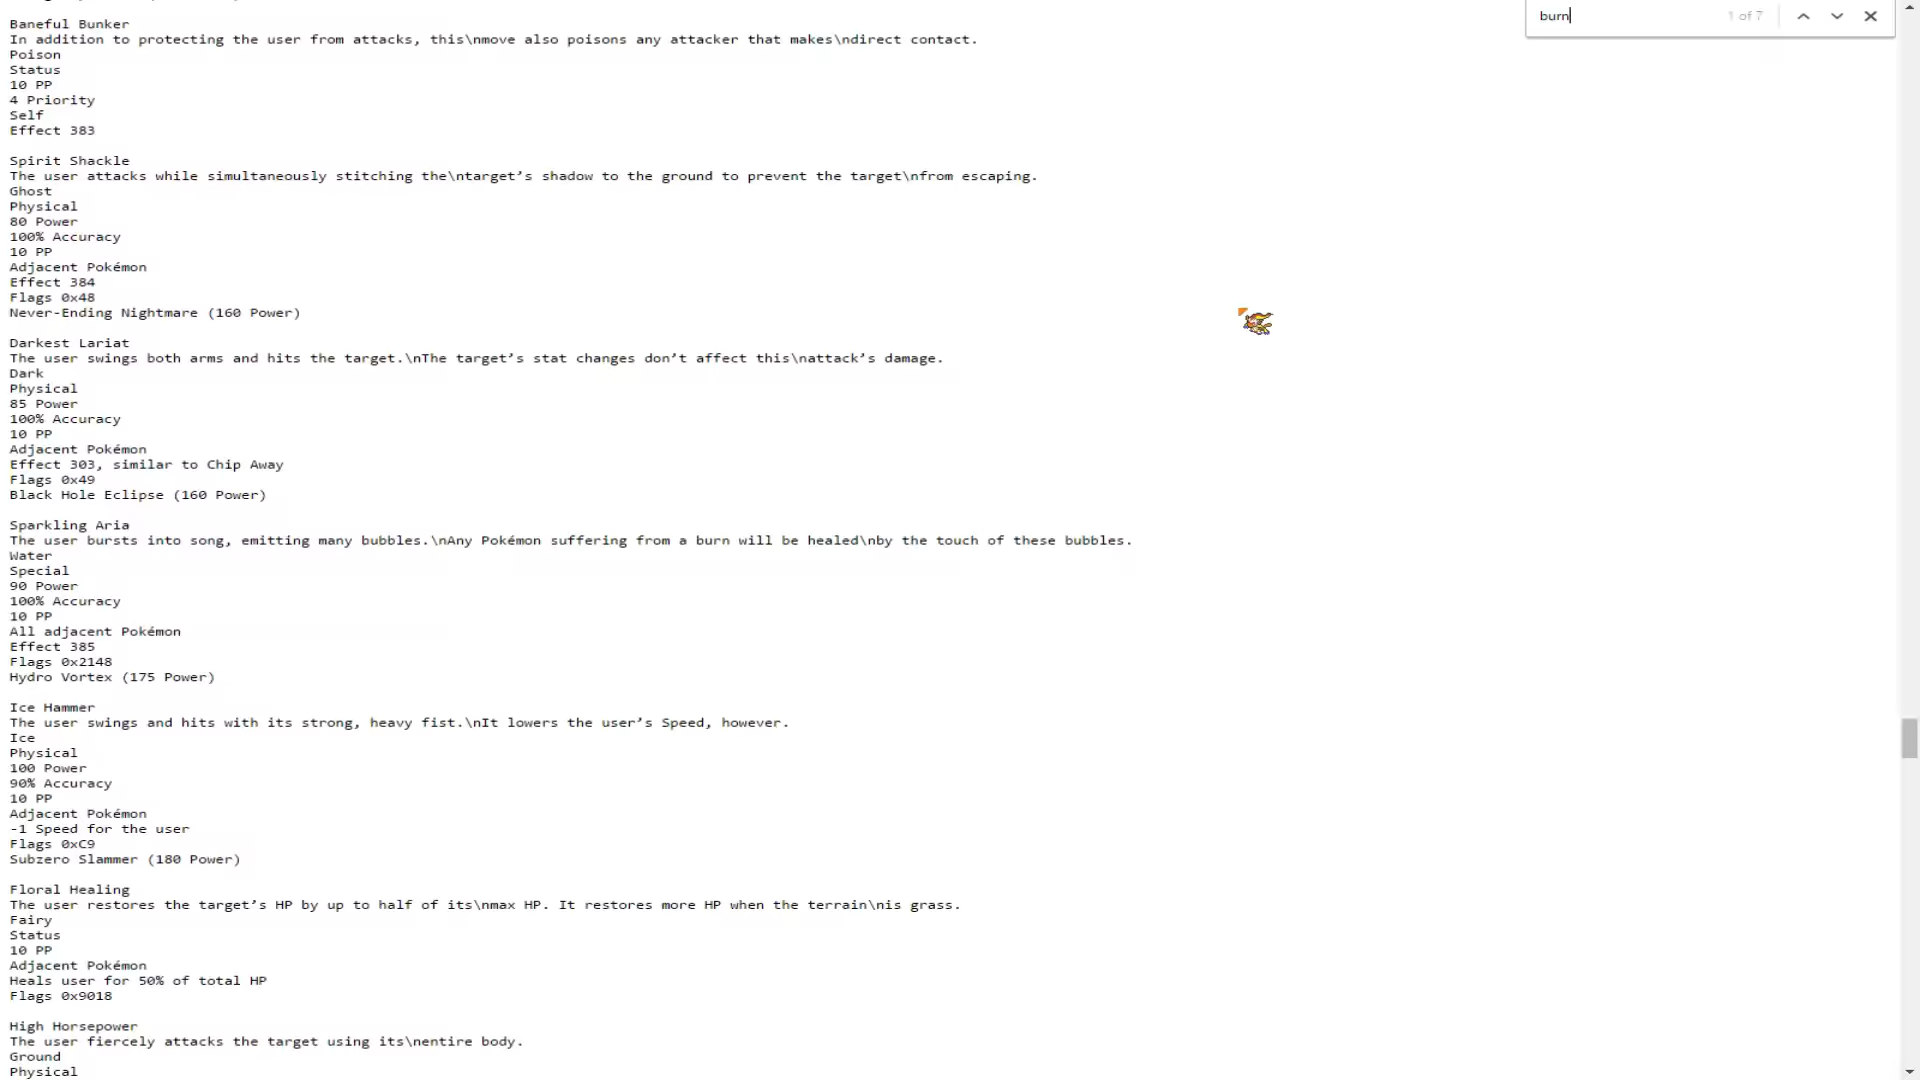 burn
1 of 7
Baneful Bunker
In addition to protecting the user from attacks, this\nmove also poisons any attacker that makes\ndirect contact.
Poison
Status
10 PP
4 Priority
Self
Effect 383
Spirit Shackle
The user attacks while simultaneously stitching the\ntarget’s shadow to the ground to prevent the target\nfrom escaping.
Ghost
Physical
80 Power
100% Accuracy
10 PP
Adjacent Pokémon
Effect 384
Flags 0x48
Never-Ending Nightmare (160 Power)
Darkest Lariat
The user swings both arms and hits the target.\nThe target’s stat changes don’t affect this\nattack’s damage.
Dark
Physical
85 Power
100% Accuracy
10 PP
Adjacent Pokémon
Effect 303, similar to Chip Away
Flags 0x49
Black Hole Eclipse (160 Power)
Sparkling Aria
The user bursts into song, emitting many bubbles.\nAny Pokémon suffering from a burn will be healed\nby the touch of these bubbles.
Water
Special
90 Power
100% Accuracy
10 PP
All adjacent Pokémon
Effect 385
Flags 0x2148
Hydro Vortex (175 Power)
Ice Hammer
The user swings and hits with its strong, heavy fist.\nIt lowers the user’s Speed, however.
Ice
Physical
100 Power
90% Accuracy
10 PP
Adjacent Pokémon
-1 Speed for the user
Flags 0xC9
Subzero Slammer (180 Power)
Floral Healing
The user restores the target’s HP by up to half of its\nmax HP. It restores more HP when the terrain\nis grass.
Fairy
Status
10 PP
Adjacent Pokémon
Heals user for 50% of total HP
Flags 0x9018
High Horsepower
The user fiercely attacks the target using its\nentire body.
Ground
Physical